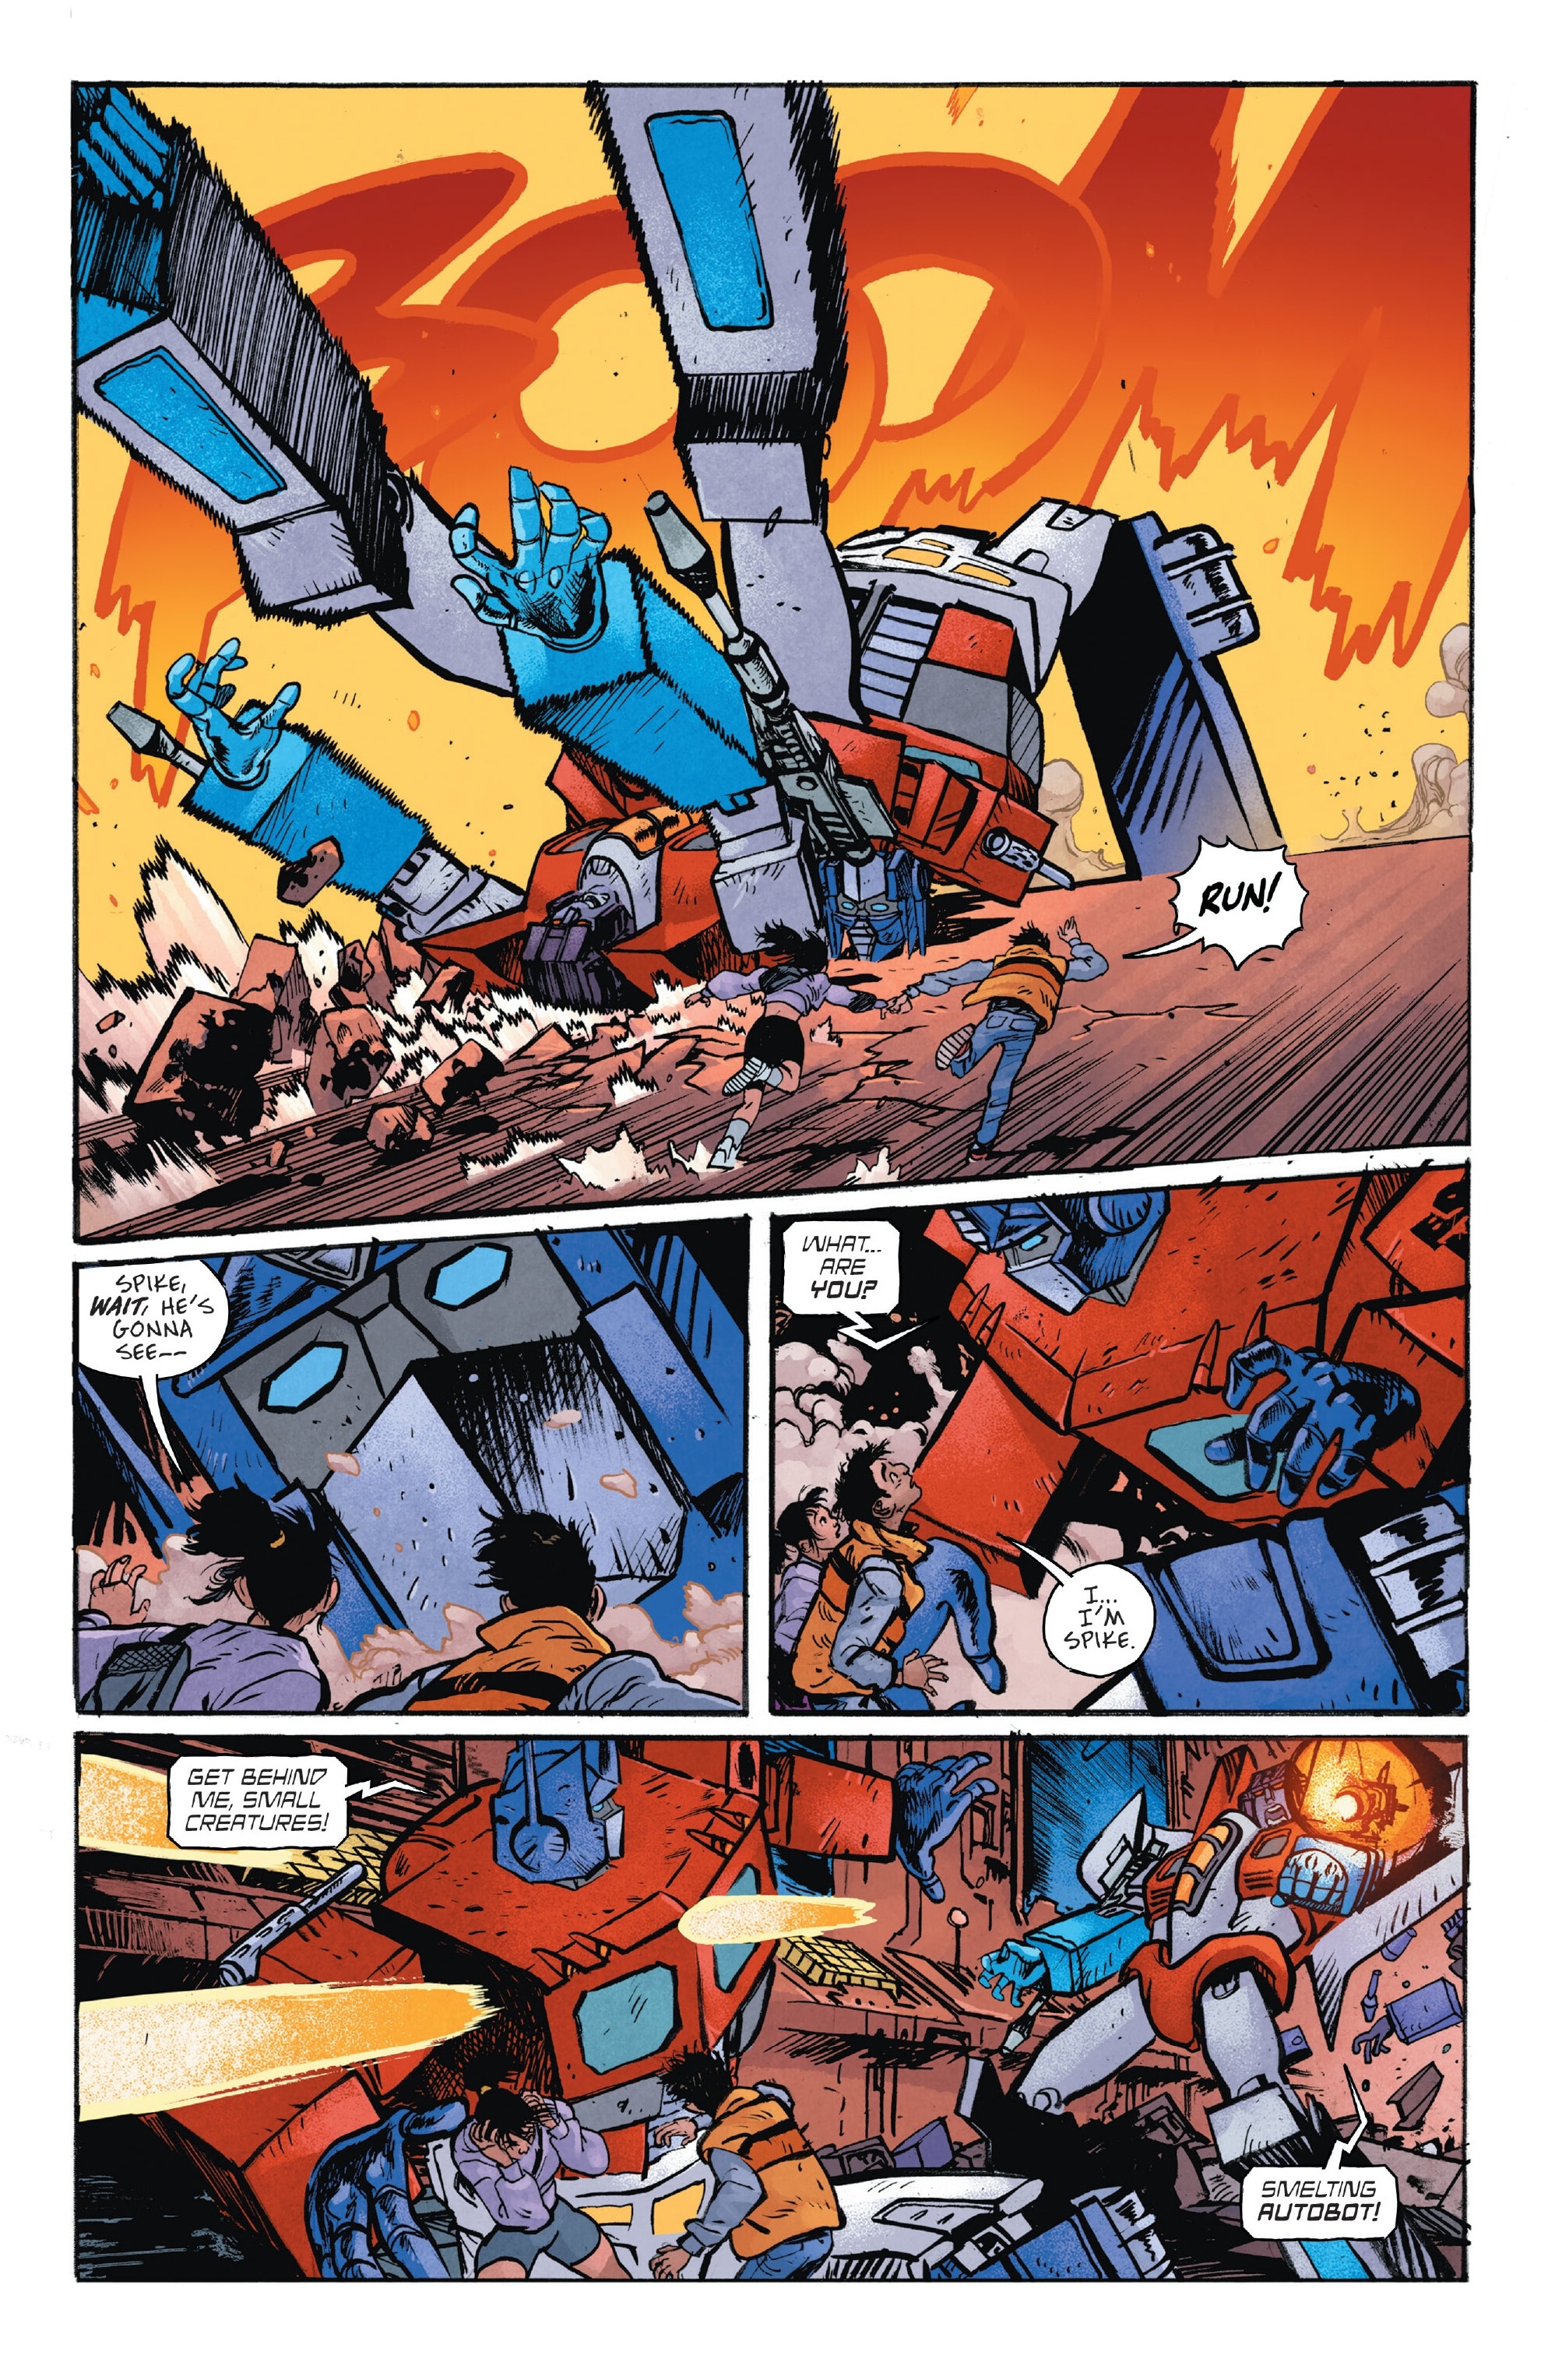 BOOM
RUN!
SPIKE,
WAIT, HE'S
GONNA
SEE--
WHAT...
ARE
YOU?
I...
I'M
SPIKE.
GET BEHIND
ME, SMALL
CREATURES!
SMELTING
AUTOBOT!